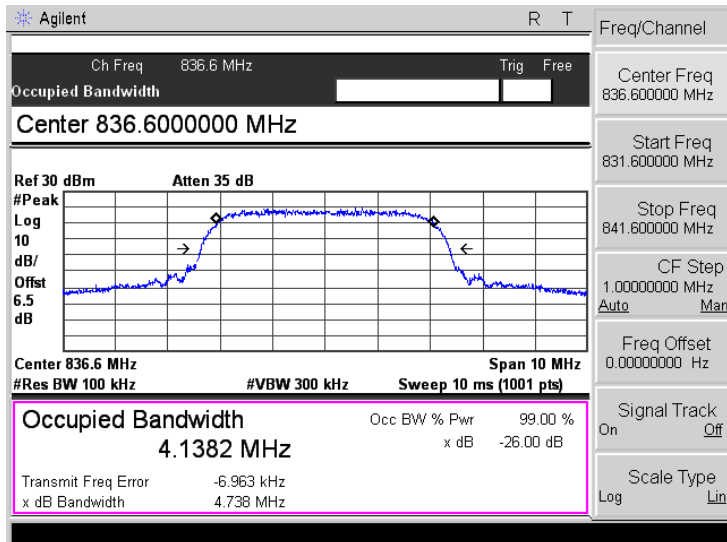 Agilent R T
Ch Freq 836.6 MHz Trig Free
Occupied Bandwidth
Center 836.6000000 MHz
Ref 30 dBm Atten 35 dB
#Peak
Log
10
dB/
Offst
6.5
dB
Center 836.6 MHz Span 10 MHz
#Res BW 100 kHz #VBW 300 kHz Sweep 10 ms (1001 pts)
Occupied Bandwidth
4.1382 MHz
Occ BW % Pwr 99.00 %
x dB -26.00 dB
Transmit Freq Error -6.963 kHz
x dB Bandwidth 4.738 MHz
Freq/Channel
Center Freq
836.600000 MHz
Start Freq
831.600000 MHz
Stop Freq
841.600000 MHz
CF Step
1.00000000 MHz
Auto Man
Freq Offset
0.00000000 Hz
Signal Track
On Off
Scale Type
Log Lin